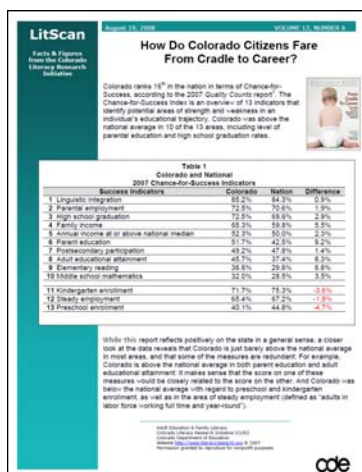 August 19, 2008 VOLUME 12, NUMBER 6
LitScan
Facts & Figures
from the Colorado
Literacy Research
Initiative
How Do Colorado Citizens Fare
From Cradle to Career?
Colorado ranks 16th in the nation in terms of Chance-for-
Success, according to the 2007 Quality Counts report¹. The
Chance-for-Success Index is an overview of 13 indicators that
identify potential areas of strength and weakness in an
individual's educational trajectory. Colorado was above the
national average in 10 of the 13 areas, including level of
parental education and high school graduation rates.
Table 1
Colorado and National
2007 Chance-for-Success Indicators
Success Indicators Colorado Nation Difference
1 Linguistic integration 85.2% 84.3% 0.9%
2 Parental employment 72.5% 70.6% 1.9%
3 High school graduation 72.5% 69.6% 2.9%
4 Family income 65.3% 59.8% 5.5%
5 Annual income at or above national median 52.3% 50.0% 2.3%
6 Parent education 51.7% 42.5% 9.2%
7 Postsecondary participation 49.2% 47.8% 1.4%
8 Adult educational attainment 45.7% 37.4% 8.3%
9 Elementary reading 36.6% 29.8% 6.8%
10 Middle school mathematics 32.0% 28.5% 3.5%
11 Kindergarten enrollment 71.7% 75.3% -3.6%
12 Steady employment 65.4% 67.2% -1.8%
13 Preschool enrollment 40.1% 44.8% -4.7%
While this report reflects positively on the state in a general sense, a closer
look at the data reveals that Colorado is just barely above the national average
in most areas, and that some of the measures are redundant. For example,
Colorado is above the national average in both parent education and adult
educational attainment. It makes sense that the score on one of these
measures would be closely related to the score on the other. And Colorado was
below the national average with regard to preschool and kindergarten
enrollment, as well as in the area of steady employment (defined as "adults in
labor force working full time and year-round").
Adult Education & Family Literacy
Colorado Literacy Research Initiative (CLRI)
Colorado Department of Education
Website http://www.literacyresearch.org © 2007
Permission granted to reproduce for nonprofit purposes
cde